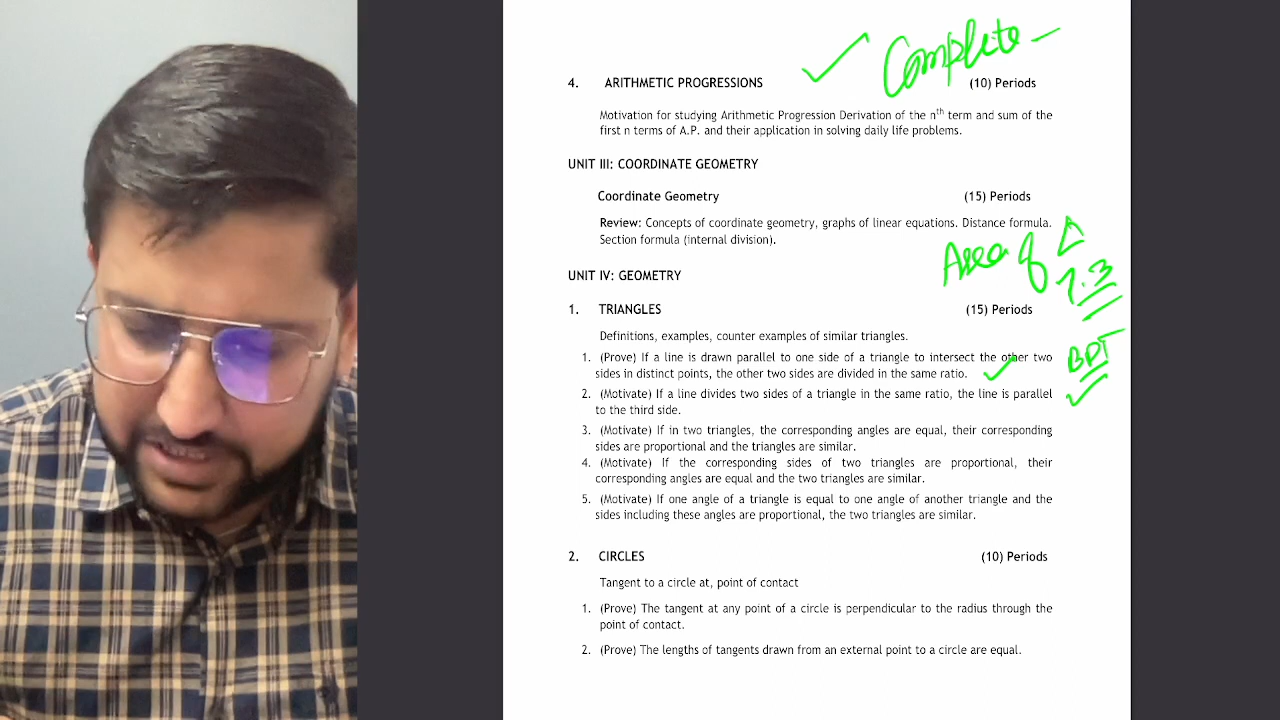 Complete -
4. ARITHMETIC PROGRESSIONS (10) Periods
Motivation for studying Arithmetic Progression Derivation of the nth term and sum of the
first n terms of A.P. and their application in solving daily life problems.
UNIT III: COORDINATE GEOMETRY
Coordinate Geometry (15) Periods
Review: Concepts of coordinate geometry, graphs of linear equations. Distance formula.
Section formula (internal division).
Area of Δ
7.3
UNIT IV: GEOMETRY
1. TRIANGLES (15) Periods
Definitions, examples, counter examples of similar triangles.
1. (Prove) If a line is drawn parallel to one side of a triangle to intersect the other two
sides in distinct points, the other two sides are divided in the same ratio.
BPT
2. (Motivate) If a line divides two sides of a triangle in the same ratio, the line is parallel
to the third side.
3. (Motivate) If in two triangles, the corresponding angles are equal, their corresponding
sides are proportional and the triangles are similar.
4. (Motivate) If the corresponding sides of two triangles are proportional, their
corresponding angles are equal and the two triangles are similar.
5. (Motivate) If one angle of a triangle is equal to one angle of another triangle and the
sides including these angles are proportional, the two triangles are similar.
2. CIRCLES (10) Periods
Tangent to a circle at, point of contact
1. (Prove) The tangent at any point of a circle is perpendicular to the radius through the
point of contact.
2. (Prove) The lengths of tangents drawn from an external point to a circle are equal.